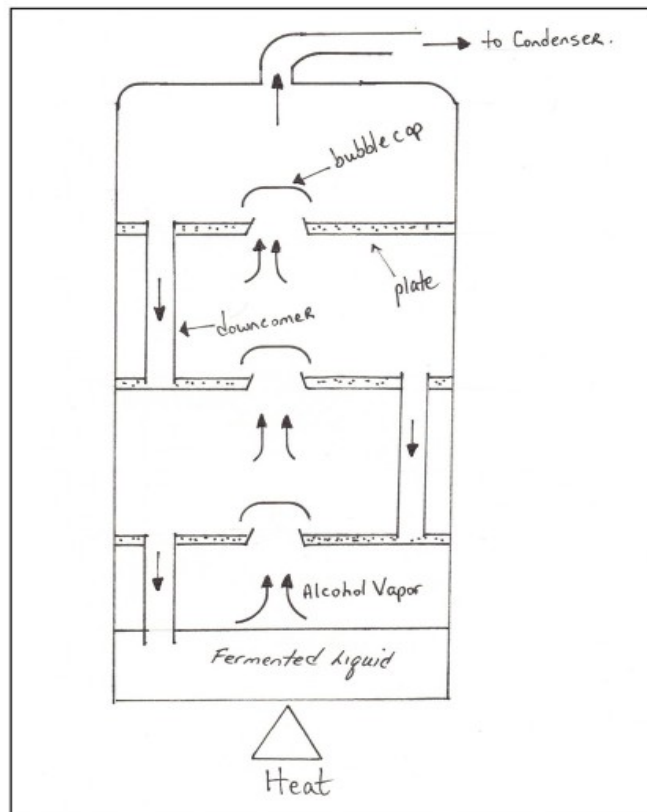 to Condenser.
bubble cap
plate
downcomer
Alcohol Vapor
Fermented Liquid
Heat